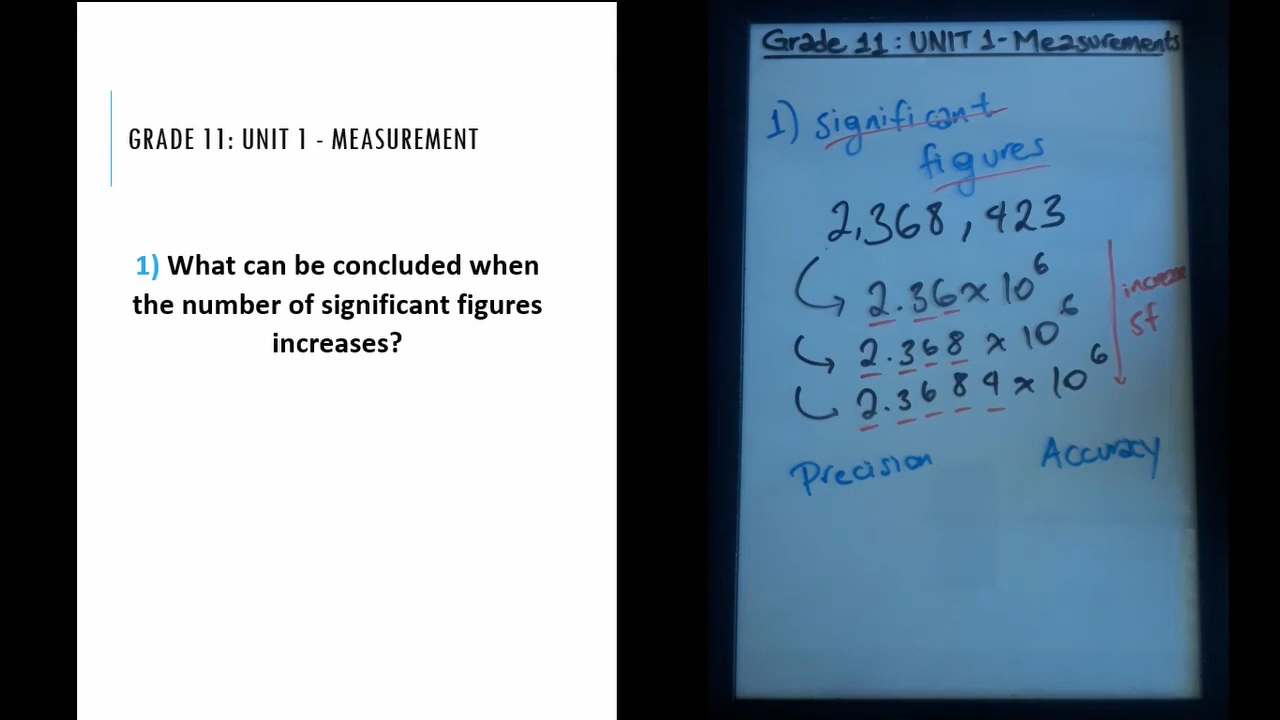 GRADE 11: UNIT 1 - MEASUREMENT
1) What can be concluded when
the number of significant figures
increases?
Grade 11: UNIT 1- Measurements
1) significant
figures
2,368,423
2.36 x 10^6
2.368 x 10^6
2.3684 x 10^6
increase
sf
Precision Accuracy